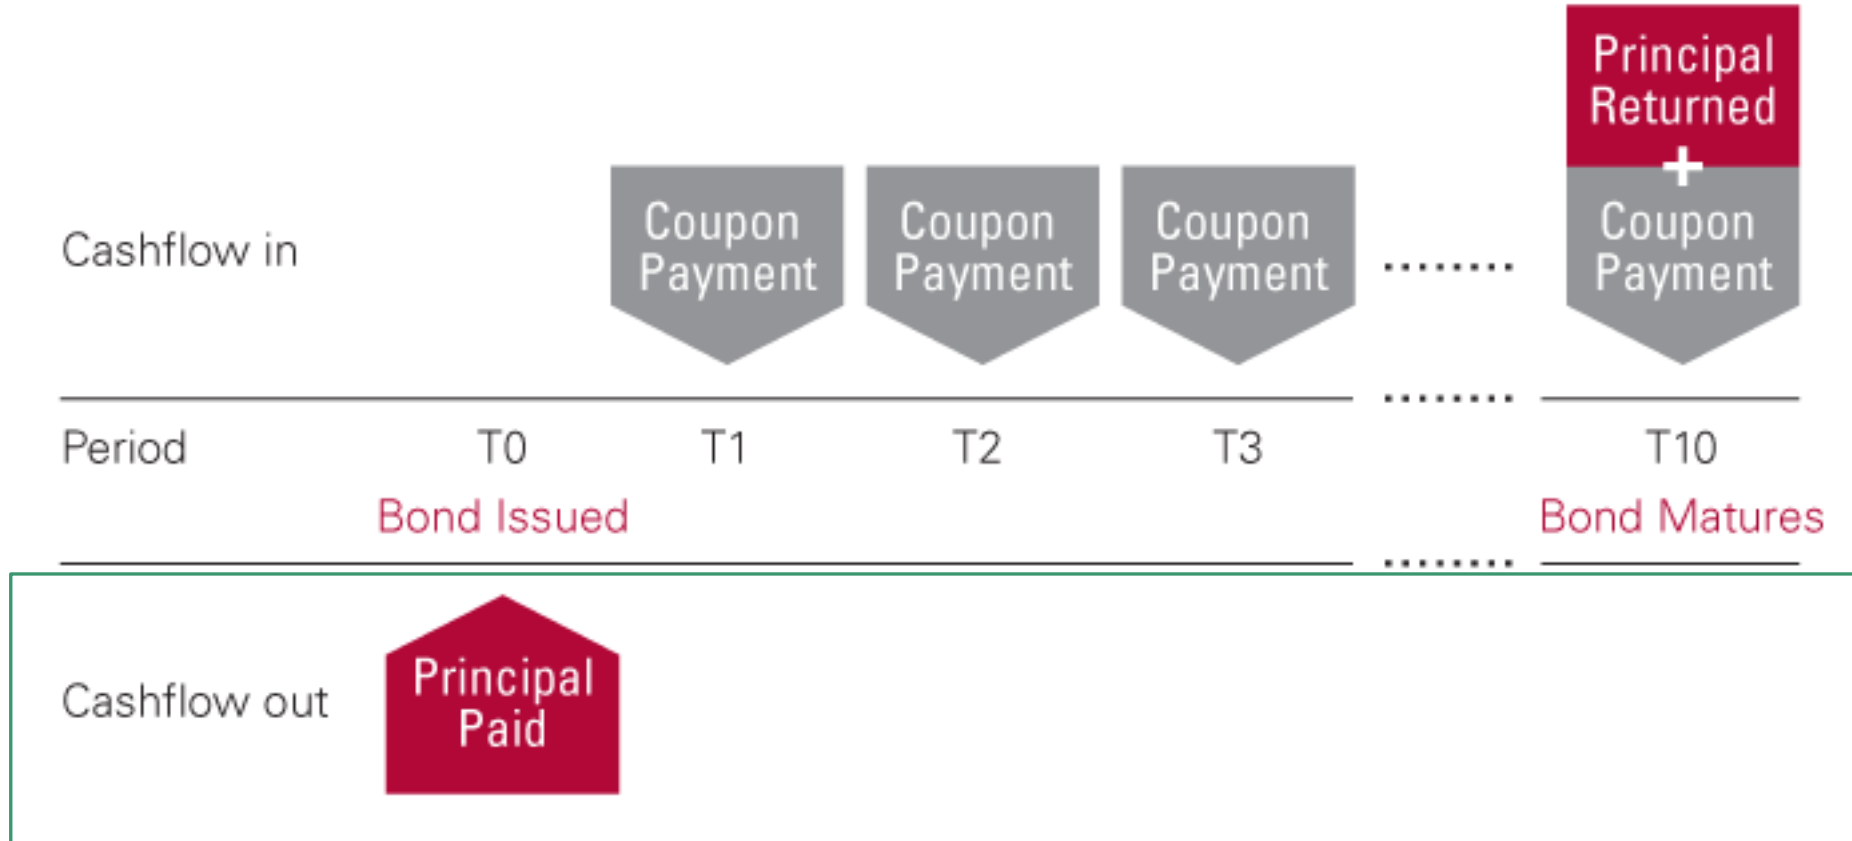 Principal
Returned
+
Cashflow in
Coupon
Payment
Coupon
Payment
Coupon
Payment
Coupon
Payment
Period T0 T1 T2 T3 T10
Bond Issued Bond Matures
Cashflow out
Principal
Paid